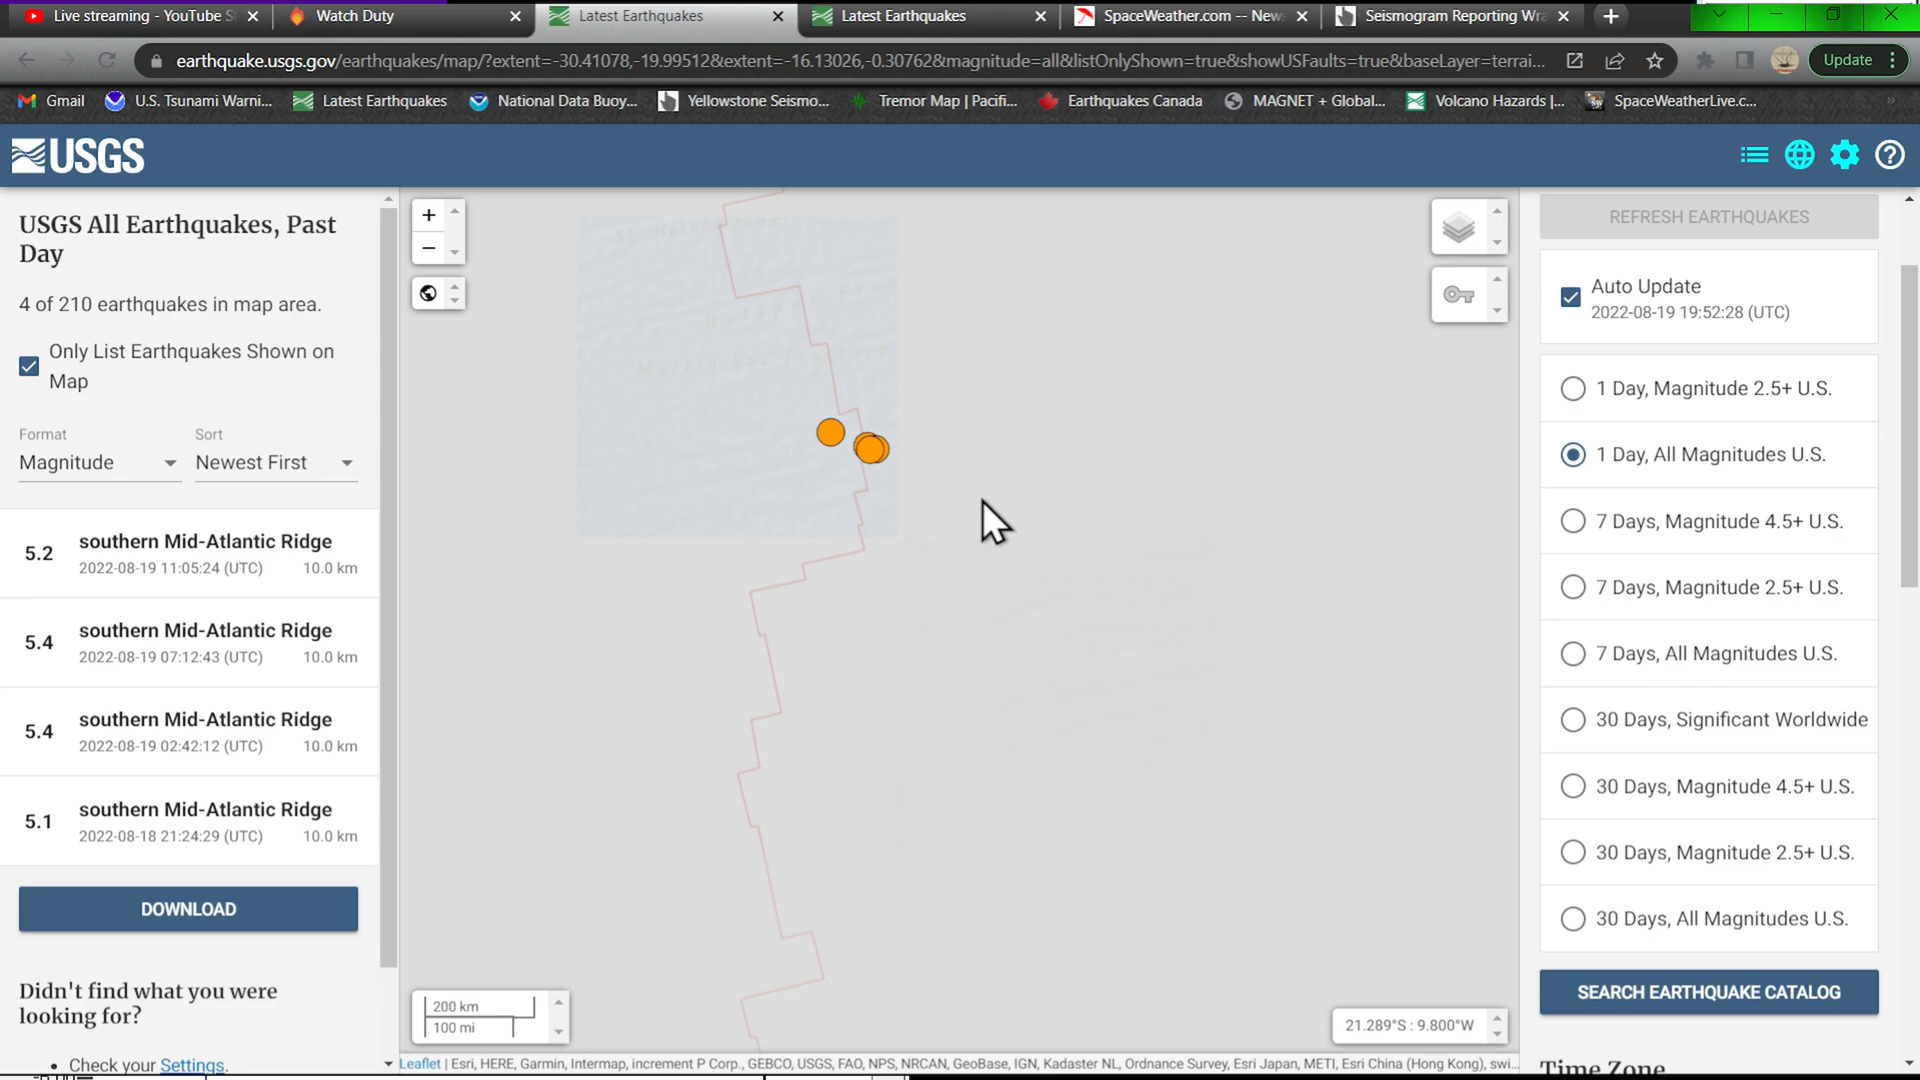 Live streaming - YouTube S
Watch Duty
Latest Earthquakes
Latest Earthquakes
SpaceWeather.com -- New
Seismogram Reporting Wra
earthquake.usgs.gov/earthquakes/map/?extent=-30.41078,-19.99512&extent=-16.13026,-0.30762&magnitude=all&listOnlyShown=true&showUSFaults=true&baseLayer=terrai...
Update
Gmail
U.S. Tsunami Warni...
Latest Earthquakes
National Data Buoy...
Yellowstone Seismo...
Tremor Map | Pacifi...
Earthquakes Canada
MAGNET + Global...
Volcano Hazards |...
SpaceWeatherLive.c...
USGS
USGS All Earthquakes, Past
Day
4 of 210 earthquakes in map area.
Only List Earthquakes Shown on
Map
Format
Sort
Magnitude
Newest First
5.2
southern Mid-Atlantic Ridge
2022-08-19 11:05:24 (UTC)
10.0 km
5.4
southern Mid-Atlantic Ridge
2022-08-19 07:12:43 (UTC)
10.0 km
5.4
southern Mid-Atlantic Ridge
2022-08-19 02:42:12 (UTC)
10.0 km
5.1
southern Mid-Atlantic Ridge
2022-08-18 21:24:29 (UTC)
10.0 km
DOWNLOAD
Didn't find what you were
looking for?
• Check your Settings.
+
−
200 km
100 mi
21.289°S : 9.800°W
Leaflet | Esri, HERE, Garmin, Intermap, increment P Corp., GEBCO, USGS, FAO, NPS, NRCAN, GeoBase, IGN, Kadaster NL, Ordnance Survey, Esri Japan, METI, Esri China (Hong Kong), swi...
REFRESH EARTHQUAKES
Auto Update
2022-08-19 19:52:28 (UTC)
1 Day, Magnitude 2.5+ U.S.
1 Day, All Magnitudes U.S.
7 Days, Magnitude 4.5+ U.S.
7 Days, Magnitude 2.5+ U.S.
7 Days, All Magnitudes U.S.
30 Days, Significant Worldwide
30 Days, Magnitude 4.5+ U.S.
30 Days, Magnitude 2.5+ U.S.
30 Days, All Magnitudes U.S.
SEARCH EARTHQUAKE CATALOG
Time Zone